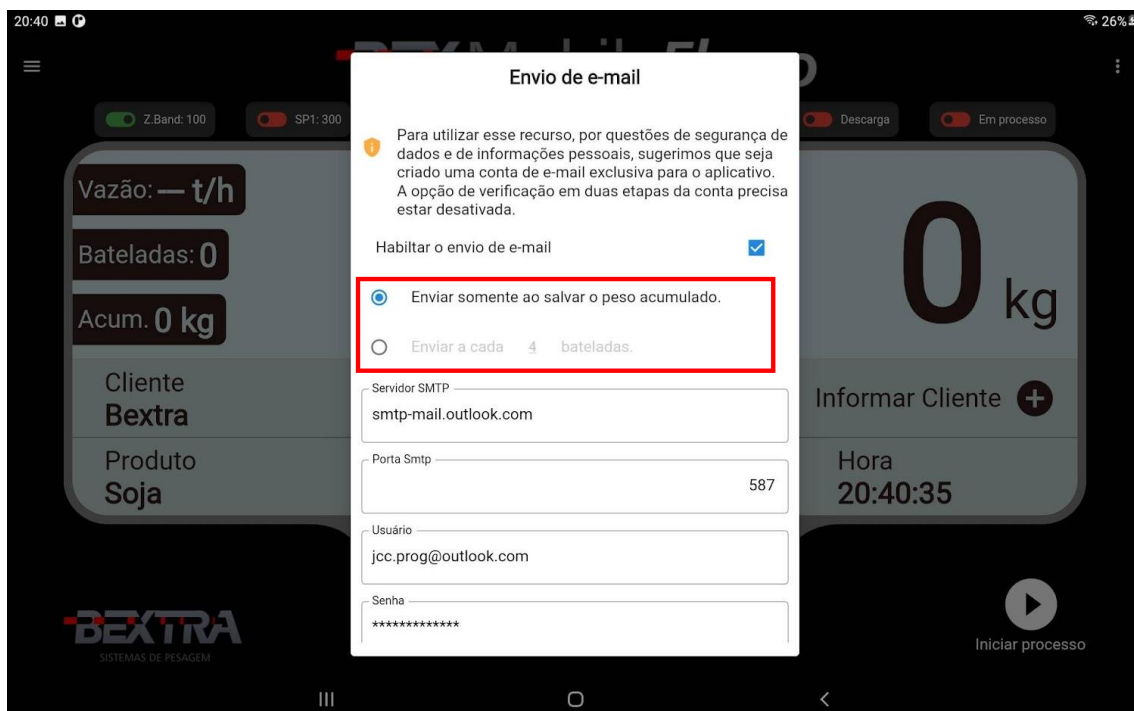 20:40
26%
Envio de e-mail
Z.Band: 100
SP1: 300
Descarga
Em processo
Para utilizar esse recurso, por questões de segurança de
dados e de informações pessoais, sugerimos que seja
criado uma conta de e-mail exclusiva para o aplicativo.
A opção de verificação em duas etapas da conta precisa
estar desativada.
Vazão: — t/h
Bateladas: 0
Acum. 0 kg
0 kg
Habiltar o envio de e-mail
Enviar somente ao salvar o peso acumulado.
Enviar a cada 4 bateladas.
Cliente
Bextra
Informar Cliente
Servidor SMTP
smtp-mail.outlook.com
Porta Smtp
587
Produto
Soja
Hora
20:40:35
Usuário
jcc.prog@outlook.com
Senha
*************
BEXTRA
SISTEMAS DE PESAGEM
Iniciar processo